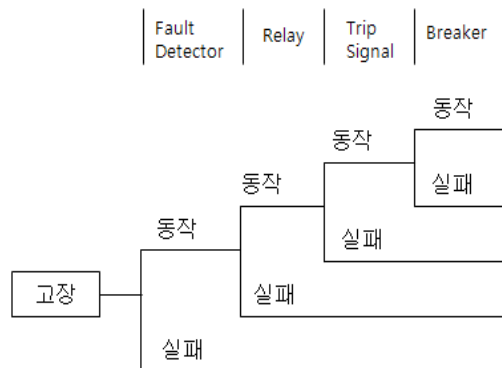 Fault
Detector
Relay
Trip
Signal
Breaker
동작
동작
실패
동작
실패
동작
고장
실패
실패